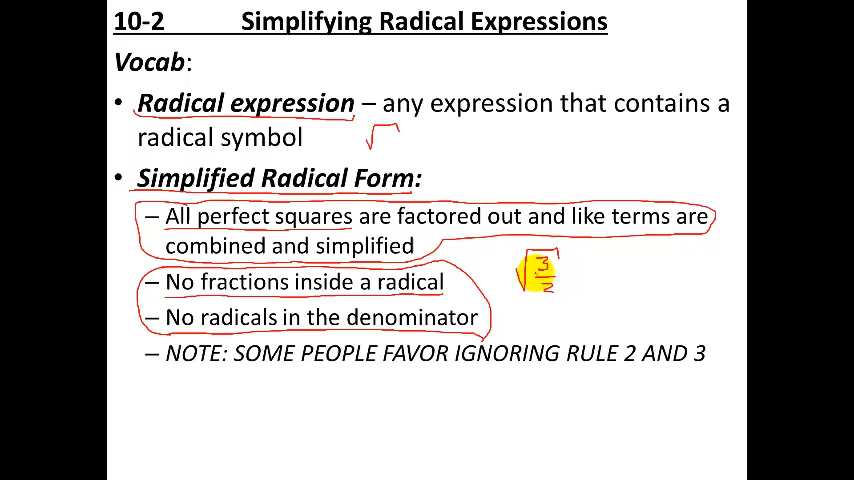 10-2 Simplifying Radical Expressions
Vocab:
• Radical expression – any expression that contains a
radical symbol √
• Simplified Radical Form:
– All perfect squares are factored out and like terms are
combined and simplified
– No fractions inside a radical √(3/2)
– No radicals in the denominator
– NOTE: SOME PEOPLE FAVOR IGNORING RULE 2 AND 3